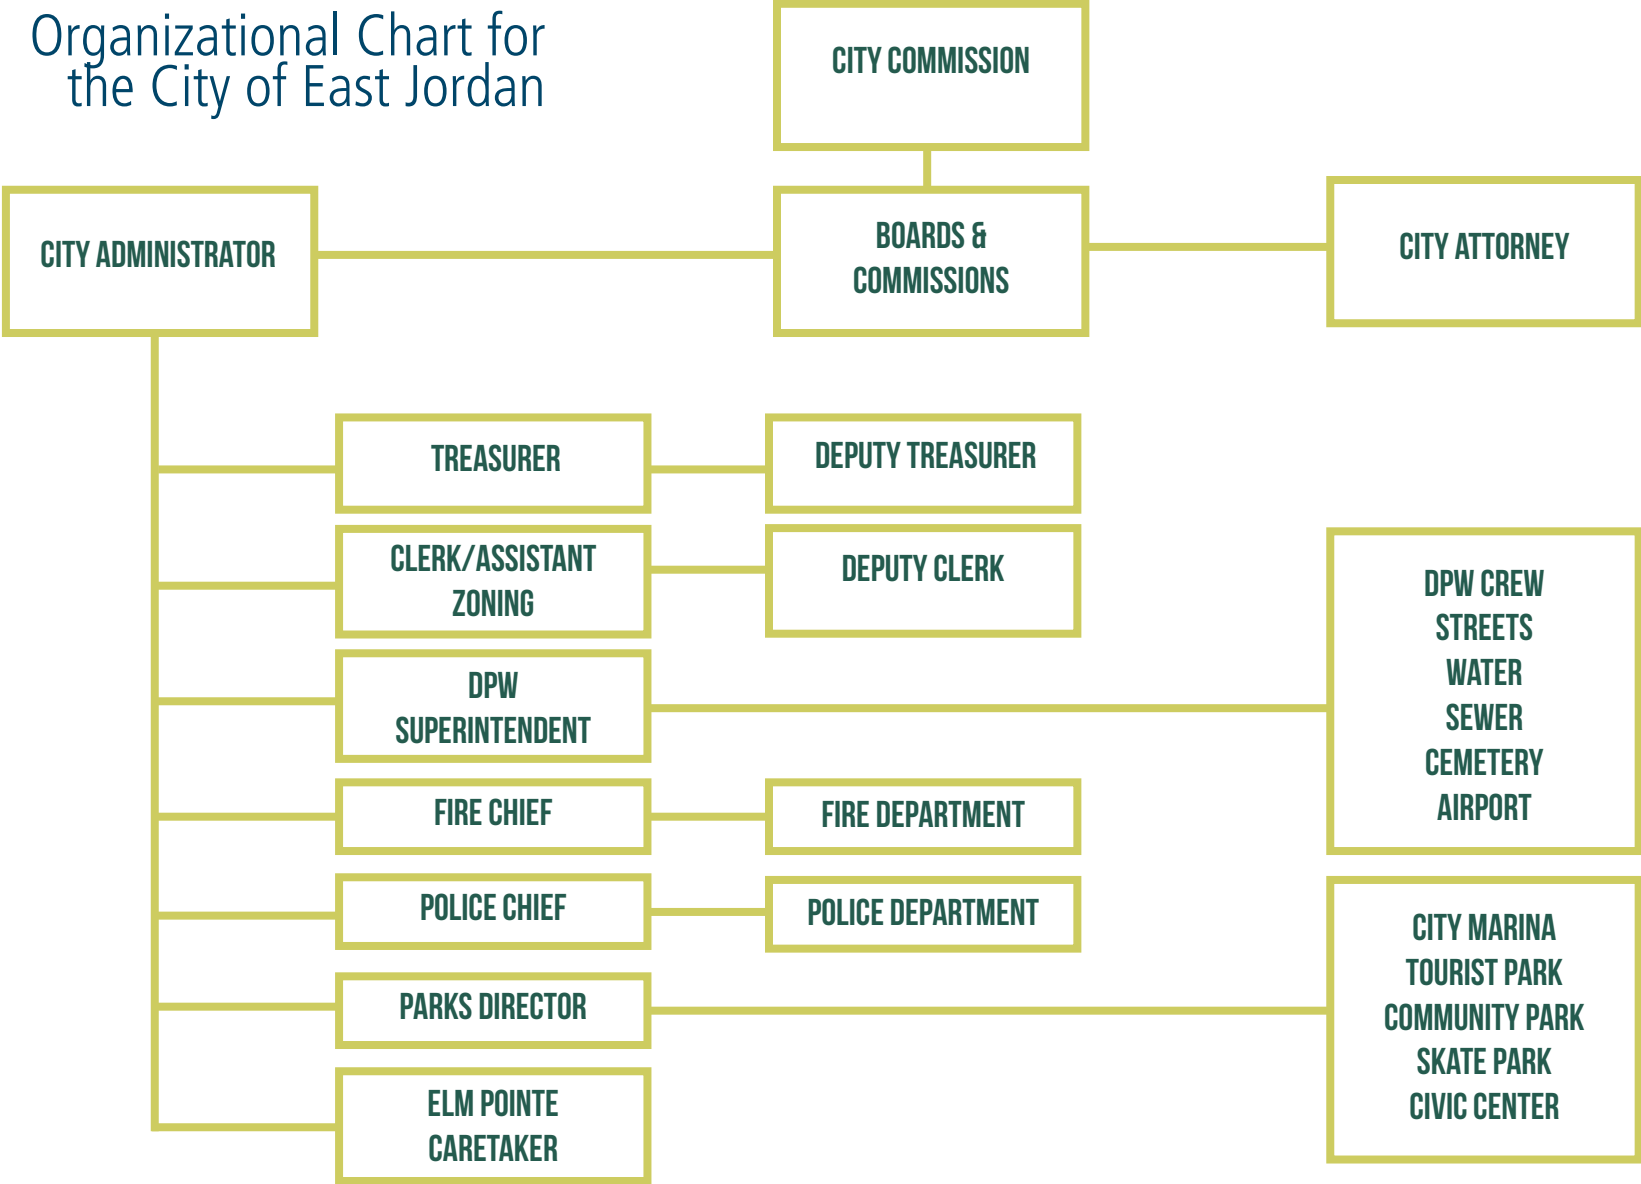 Organizational Chart for
the City of East Jordan
CITY COMMISSION
CITY ADMINISTRATOR
BOARDS &
COMMISSIONS
CITY ATTORNEY
TREASURER
DEPUTY TREASURER
CLERK/ASSISTANT
ZONING
DEPUTY CLERK
DPW
SUPERINTENDENT
DPW CREW
STREETS
WATER
SEWER
CEMETERY
AIRPORT
FIRE CHIEF
FIRE DEPARTMENT
POLICE CHIEF
POLICE DEPARTMENT
PARKS DIRECTOR
CITY MARINA
TOURIST PARK
COMMUNITY PARK
SKATE PARK
CIVIC CENTER
ELM POINTE
CARETAKER